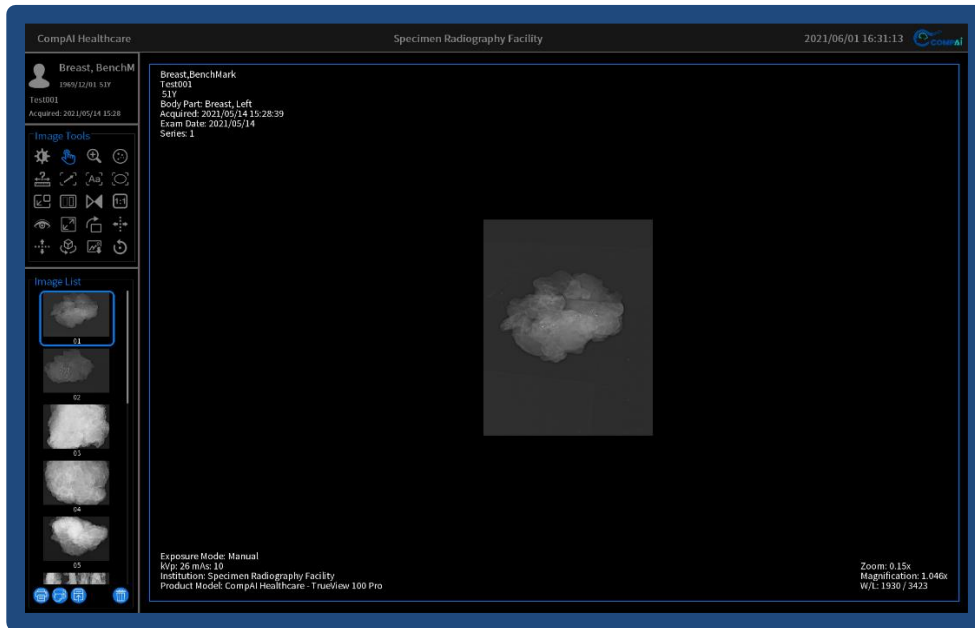 CompAI Healthcare
Specimen Radiography Facility
2021/06/01 16:31:13
COMPAi
Breast, BenchM
1969/12/01 51Y
Test001
Acquired: 2021/05/14 15:28
Image Tools
Aa
1:1
Image List
01
02
03
04
05
Breast,BenchMark
Test001
51Y
Body Part: Breast, Left
Acquired: 2021/05/14 15:28:39
Exam Date: 2021/05/14
Series: 1
Exposure Mode: Manual
kVp: 26 mAs: 10
Institution: Specimen Radiography Facility
Product Model: CompAI Healthcare - TrueView 100 Pro
Zoom: 0.15x
Magnification: 1.046x
W/L: 1930 / 3423